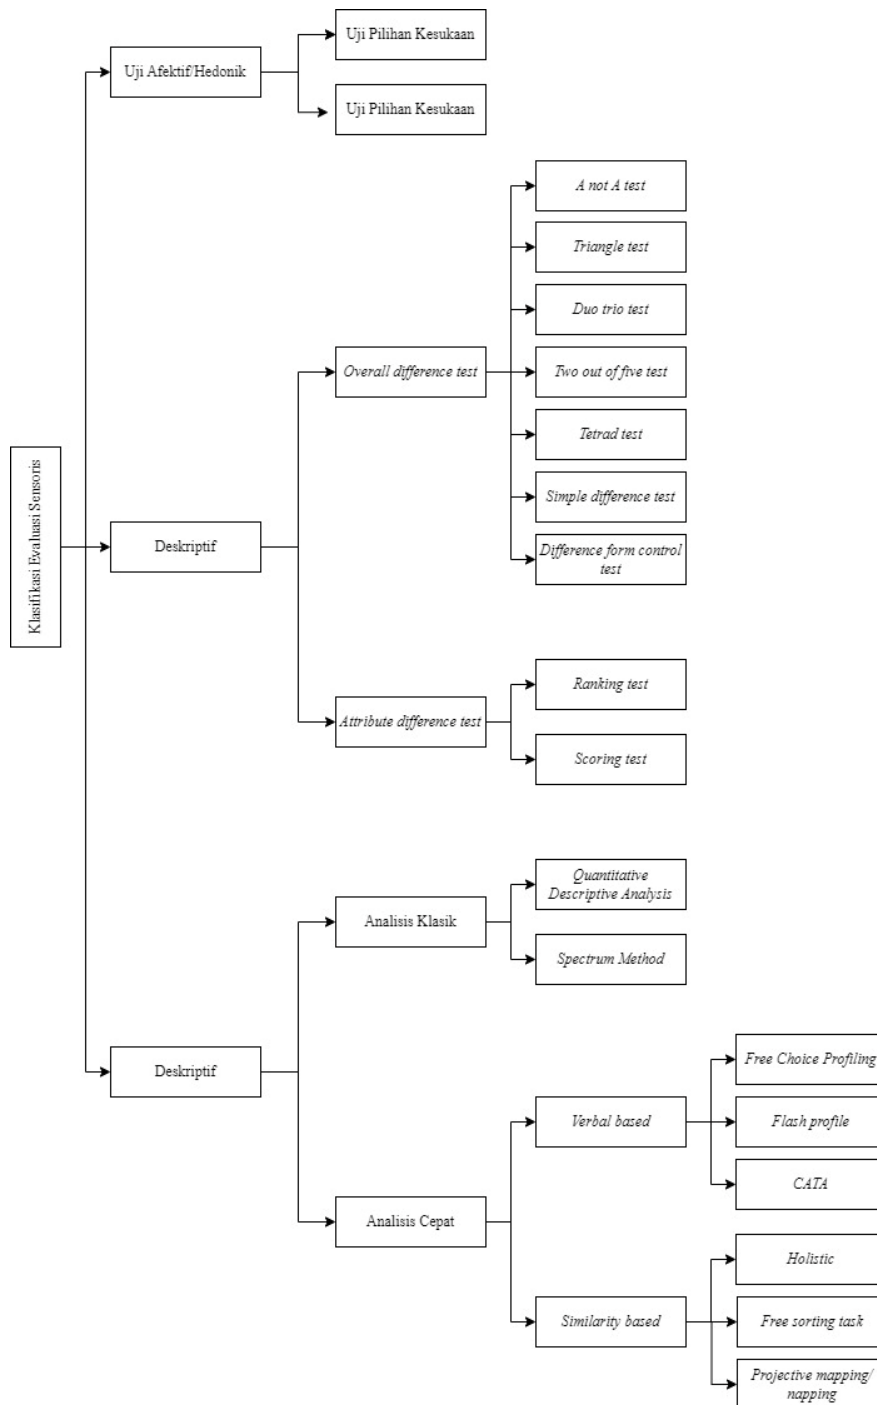 Klasifikasi Evaluasi Sensoris
Uji Afektif/Hedonik
Uji Pilihan Kesukaan
Uji Pilihan Kesukaan
Deskriptif
Overall difference test
A not A test
Triangle test
Duo trio test
Two out of five test
Tetrad test
Simple difference test
Difference form control
test
Attribute difference test
Ranking test
Scoring test
Deskriptif
Analisis Klasik
Quantitative
Descriptive Analysis
Spectrum Method
Analisis Cepat
Verbal based
Free Choice Profiling
Flash profile
CATA
Similarity based
Holistic
Free sorting task
Projective mapping/
napping